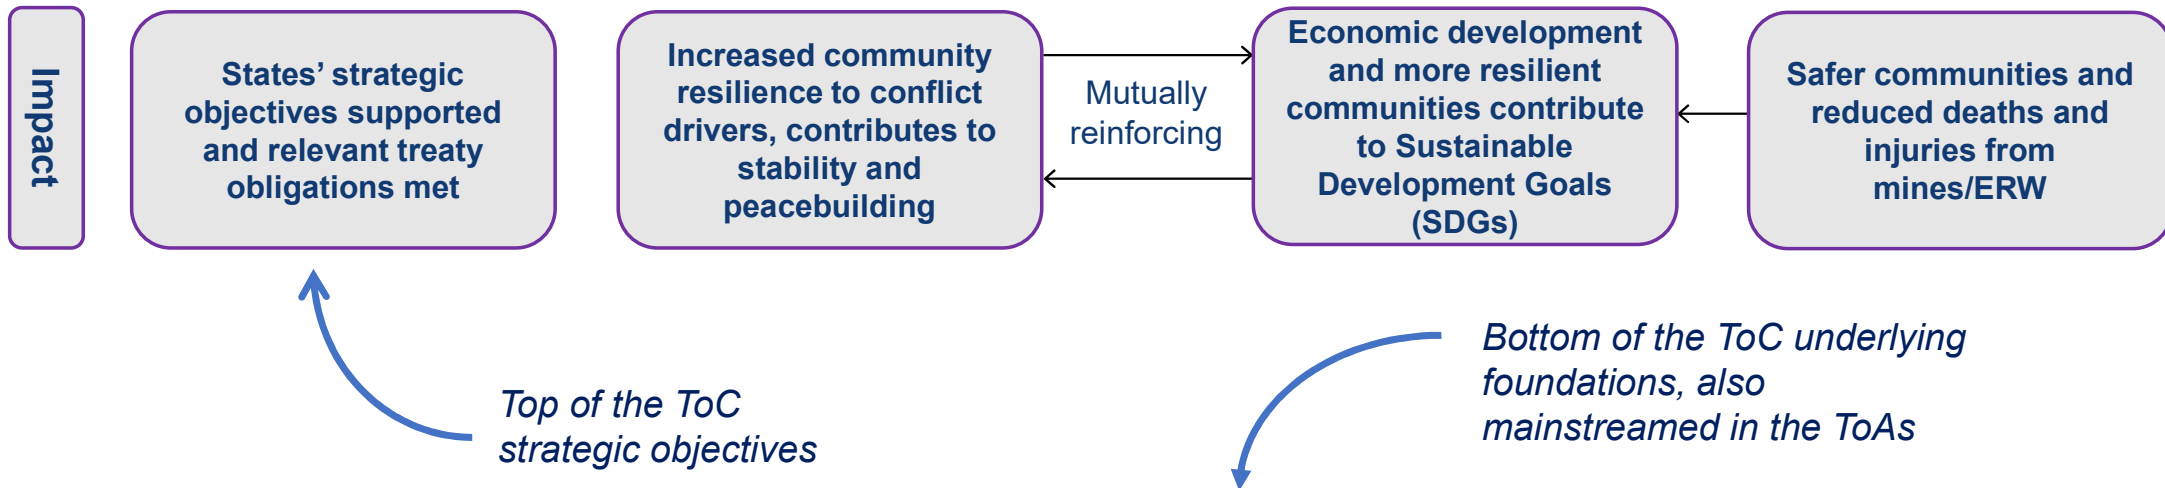 Impact
States’ strategic
objectives supported
and relevant treaty
obligations met
Increased community
resilience to conflict
drivers, contributes to
stability and
peacebuilding
Mutually
reinforcing
Economic development
and more resilient
communities contribute
to Sustainable
Development Goals
(SDGs)
Safer communities and
reduced deaths and
injuries from
mines/ERW
Top of the ToC
strategic objectives
Bottom of the ToC underlying
foundations, also
mainstreamed in the ToAs